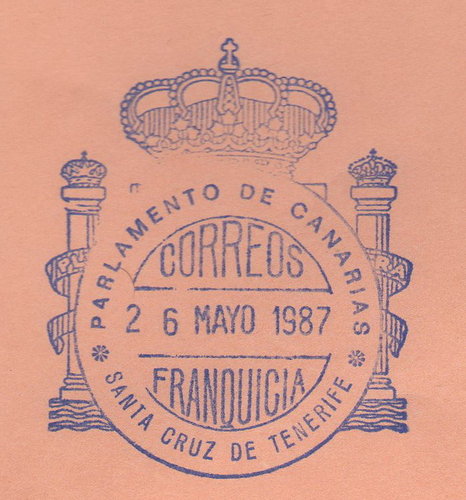 PARLAMENTO DE CANARIAS
CORREOS
2 6 MAYO 1987
FRANQUICIA
* SANTA CRUZ DE TENERIFE *